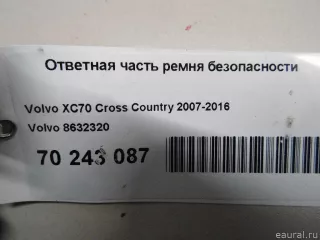 Ответная часть ремня безопасности
Volvo XC70 Cross Country 2007-2016
Volvo 8632320
70 243 087
eaural.ru